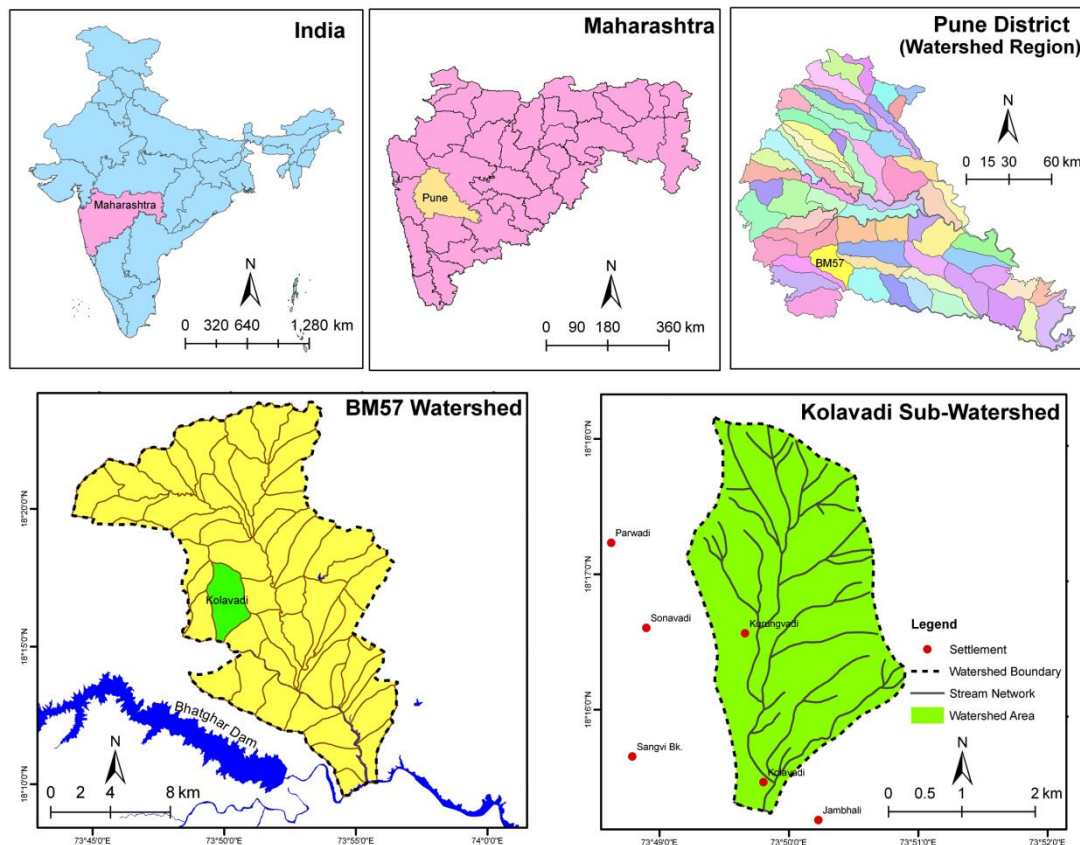 India
Maharashtra
N
0 320 640 1,280 km
Maharashtra
Pune
N
0 90 180 360 km
Pune District
(Watershed Region)
N
0 15 30 60 km
BM57
BM57 Watershed
18°20'0"N
18°15'0"N
18°10'0"N
Kolavadi
Bhatghar Dam
N
0 2 4 8 km
73°45'0"E 73°50'0"E 73°55'0"E 74°0'0"E
Kolavadi Sub-Watershed
18°18'0"N
18°17'0"N
18°16'0"N
Parwadi
Sonavadi
Kurungvadi
Sangvi Bk.
Kolavadi
Jambhali
Legend
Settlement
Watershed Boundary
Stream Network
Watershed Area
N
0 0.5 1 2 km
73°49'0"E 73°50'0"E 73°51'0"E 73°52'0"E